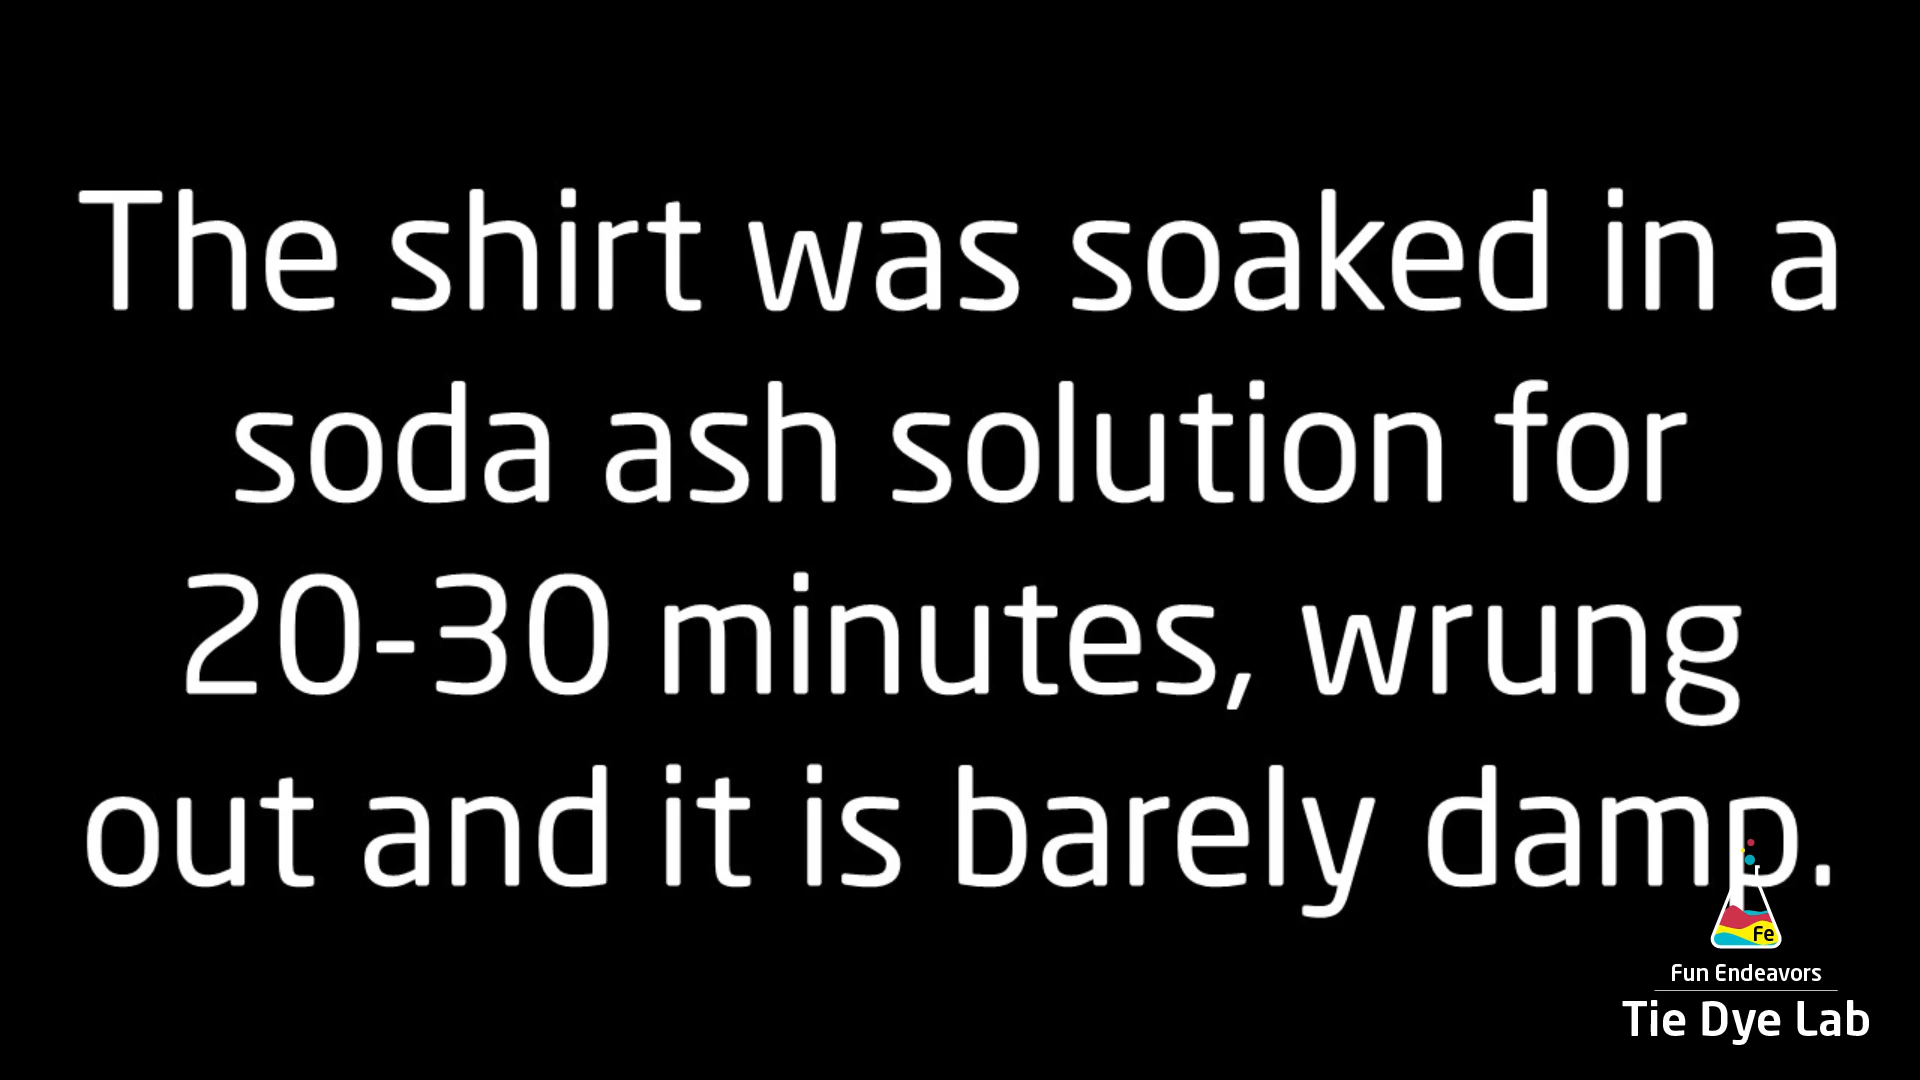 The shirt was soaked in a
soda ash solution for
20-30 minutes, wrung
out and it is barely damp.
Fe
Fun Endeavors
Tie Dye Lab